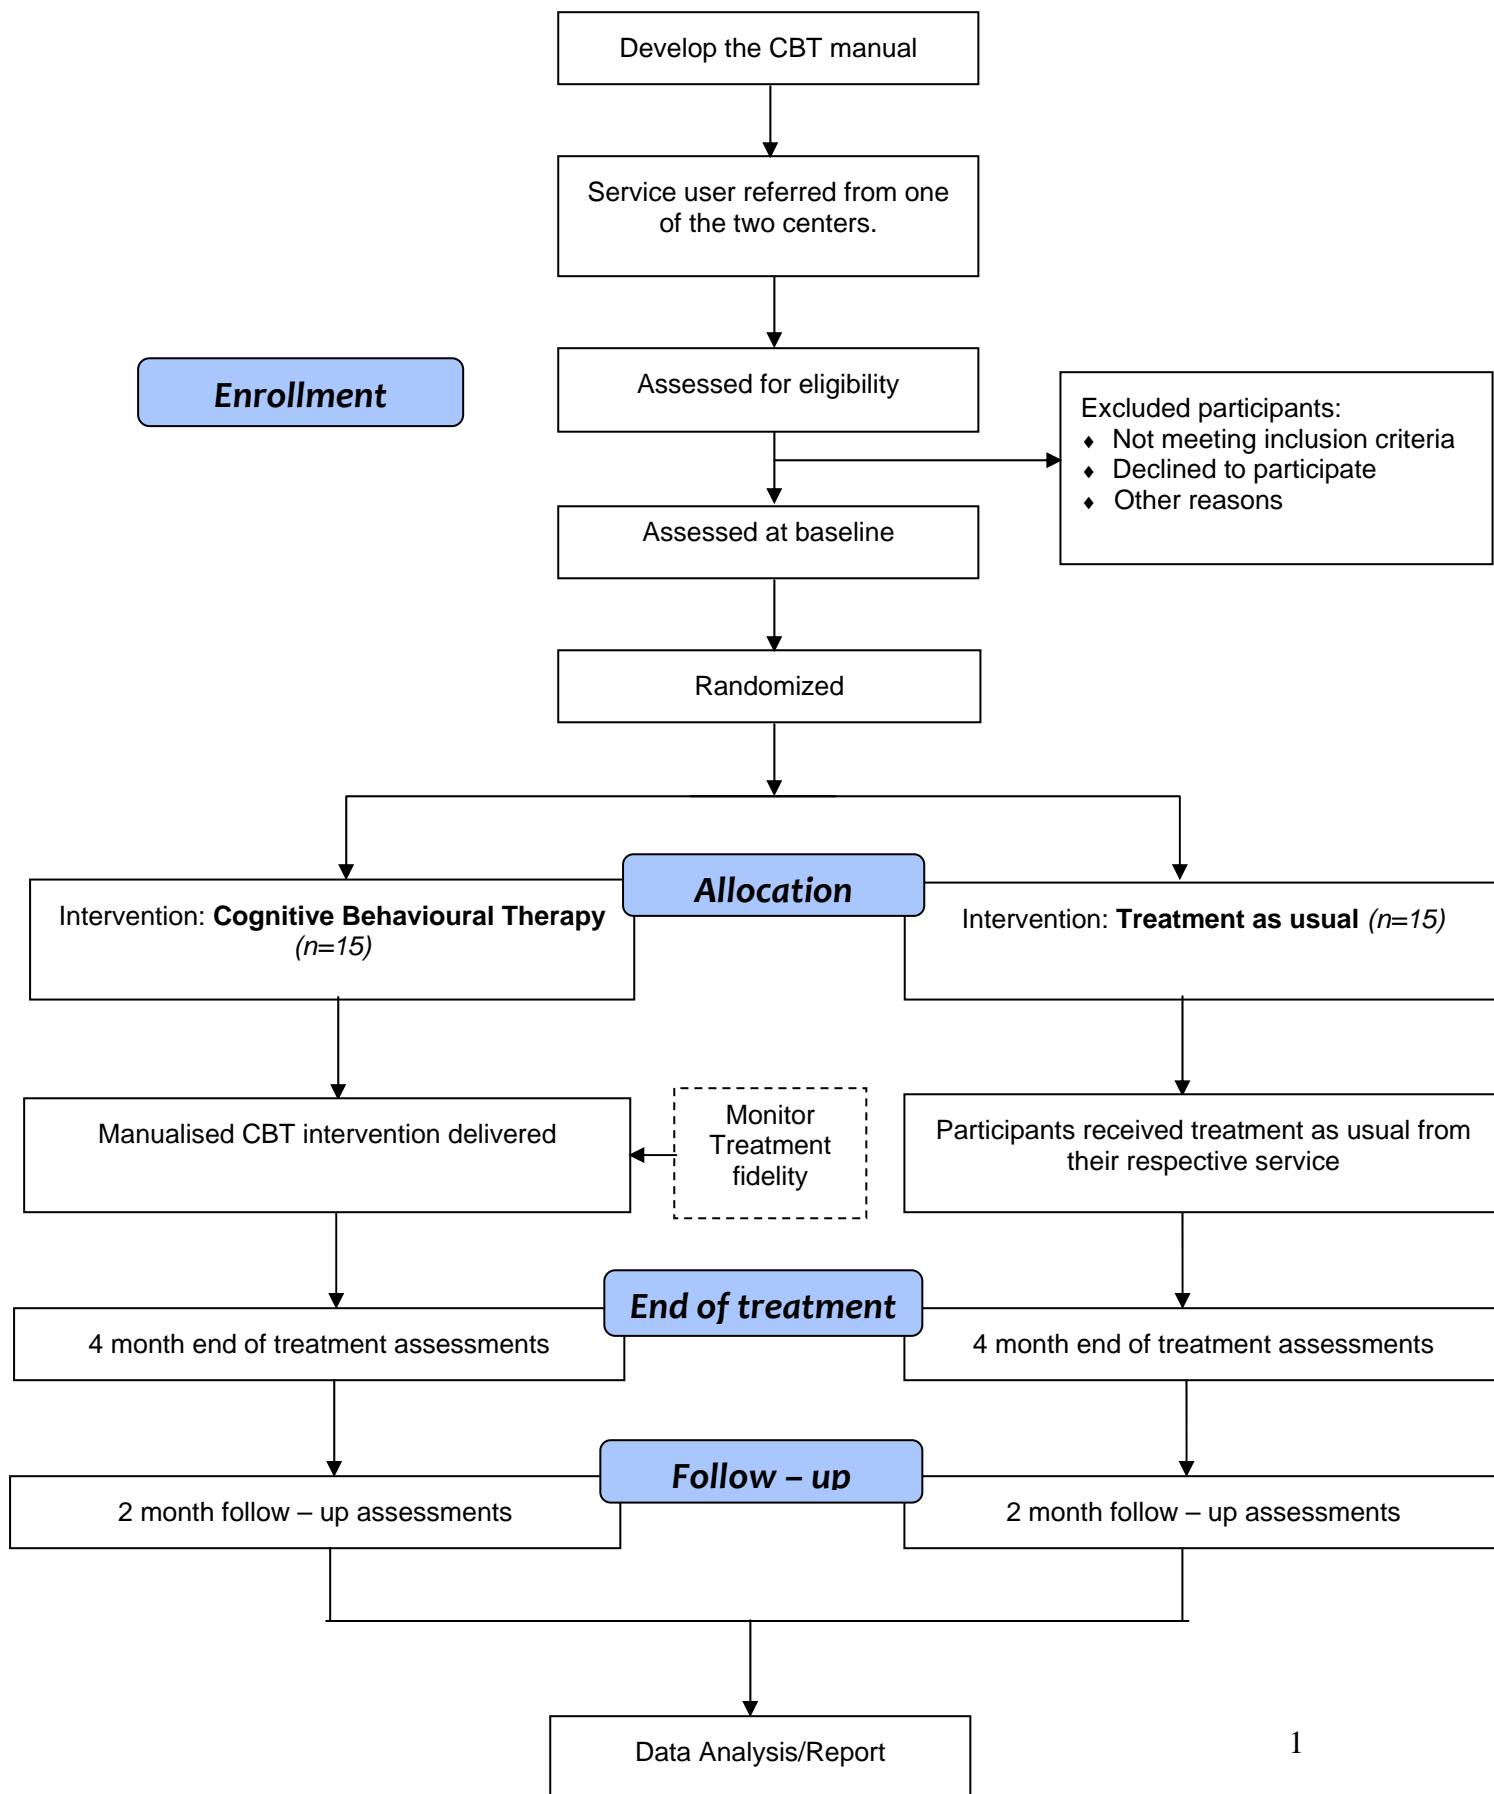 Develop the CBT manual
Service user referred from one
of the two centers.
Enrollment
Assessed for eligibility
Excluded participants:
♦ Not meeting inclusion criteria
♦ Declined to participate
♦ Other reasons
Assessed at baseline
Randomized
Allocation
Intervention: Cognitive Behavioural Therapy
(n=15)
Intervention: Treatment as usual (n=15)
Manualised CBT intervention delivered
Monitor
Treatment
fidelity
Participants received treatment as usual from
their respective service
End of treatment
4 month end of treatment assessments
4 month end of treatment assessments
Follow – up
2 month follow – up assessments
2 month follow – up assessments
Data Analysis/Report
1